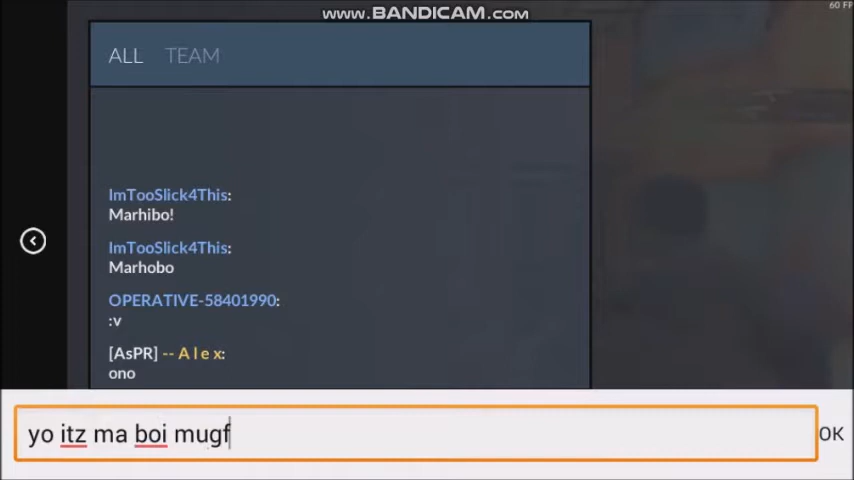 www.BANDICAM.com
60 FP
ALL TEAM
ImTooSlick4This:
Marhibo!
ImTooSlick4This:
Marhobo
OPERATIVE-58401990:
:v
[AsPR] -- A l e x:
ono
yo itz ma boi mugf
OK